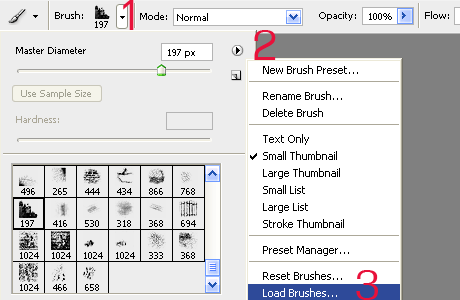 Brush: 197 Mode: Normal Opacity: 100% Flow:
1
Master Diameter 197 px
2
Use Sample Size
Hardness:
496 265 444 434 866 768
197 416 530 318 368 694
1024 1024 1024 1024 333 368
1024 466 658
New Brush Preset...
Rename Brush...
Delete Brush
Text Only
Small Thumbnail
Large Thumbnail
Small List
Large List
Stroke Thumbnail
Preset Manager...
Reset Brushes...
3
Load Brushes...